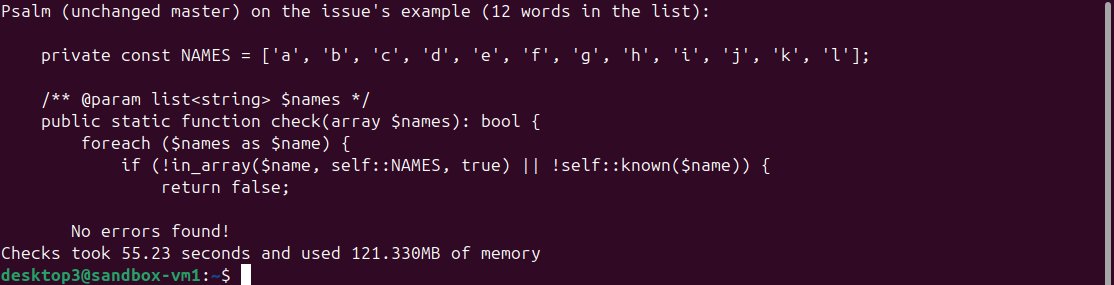 Psalm (unchanged master) on the issue's example (12 words in the list):
private const NAMES = ['a', 'b', 'c', 'd', 'e', 'f', 'g', 'h', 'i', 'j', 'k', 'l'];
/** @param list<string> $names */
public static function check(array $names): bool {
foreach ($names as $name) {
if (!in_array($name, self::NAMES, true) || !self::known($name)) {
return false;
No errors found!
Checks took 55.23 seconds and used 121.330MB of memory
desktop3@sandbox-vm1:~$